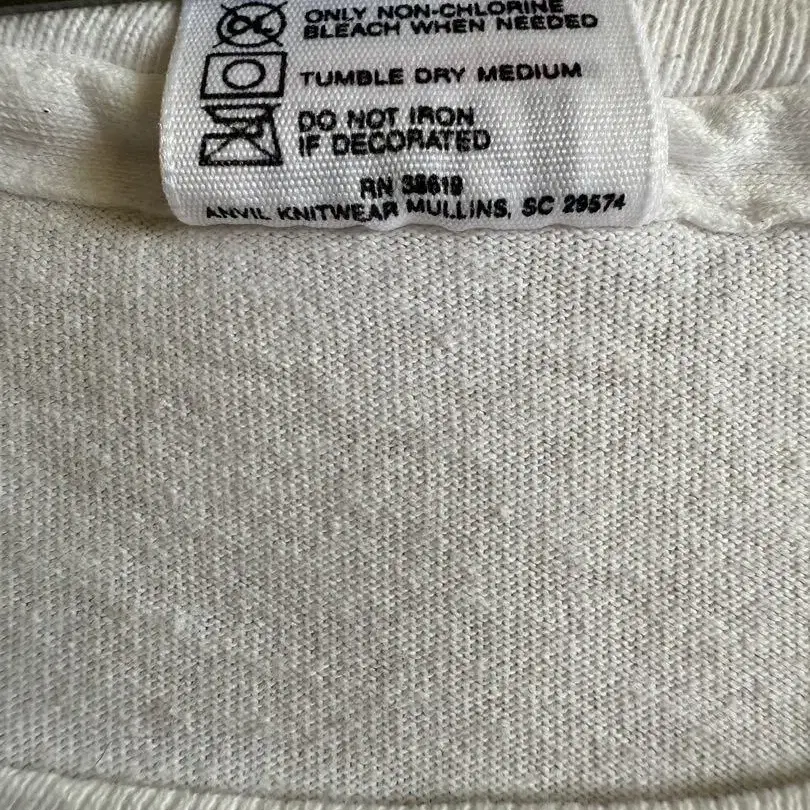 ONLY NON-CHLORINE
BLEACH WHEN NEEDED
TUMBLE DRY MEDIUM
DO NOT IRON
IF DECORATED
RN 38619
ANVIL KNITWEAR MULLINS, SC 29574